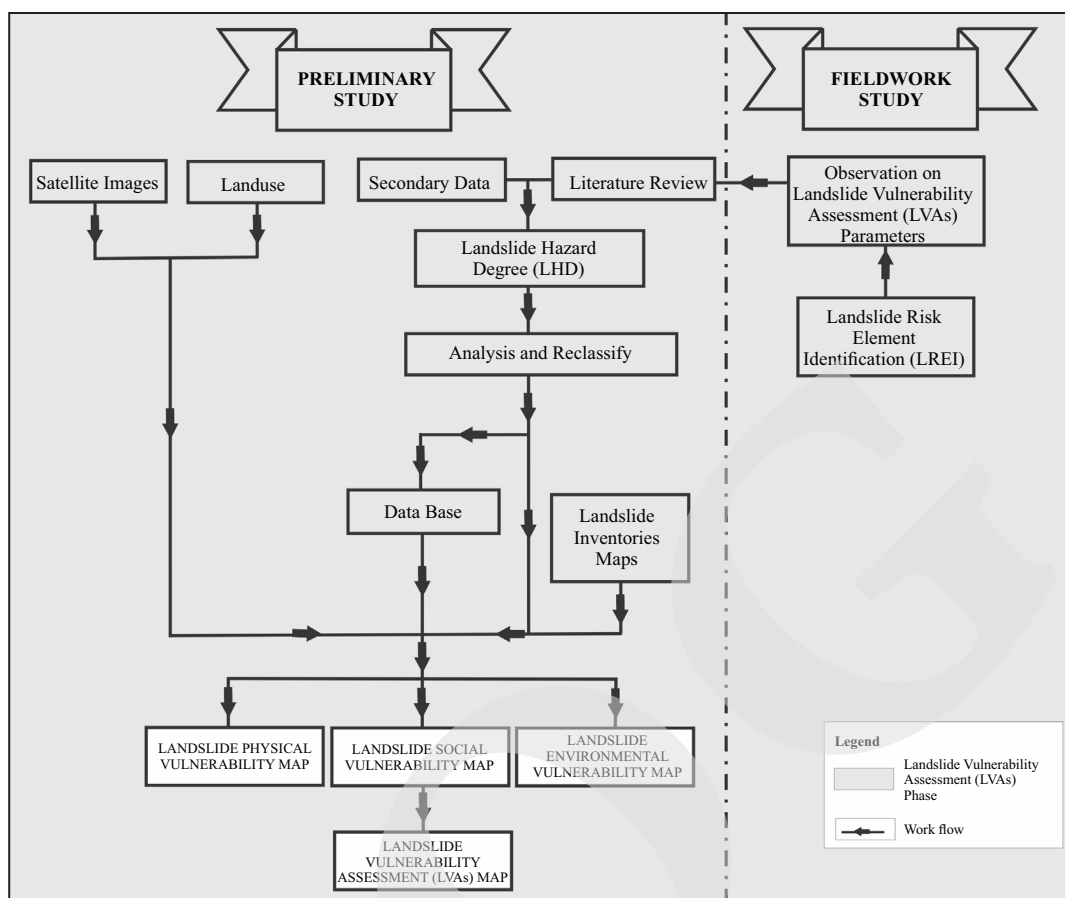 PRELIMINARY
STUDY
FIELDWORK
STUDY
Satellite Images
Landuse
Secondary Data
Literature Review
Observation on
Landslide Vulnerability
Assessment (LVAs)
Parameters
Landslide Hazard
Degree (LHD)
Landslide Risk
Element
Identification (LREI)
Analysis and Reclassify
Data Base
Landslide
Inventories
Maps
LANDSLIDE PHYSICAL
VULNERABILITY MAP
LANDSLIDE SOCIAL
VULNERABILITY MAP
LANDSLIDE
ENVIRONMENTAL
VULNERABILITY MAP
LANDSLIDE
VULNERABILITY
ASSESSMENT (LVAs) MAP
Legend
Landslide Vulnerability
Assessment (LVAs)
Phase
Work flow